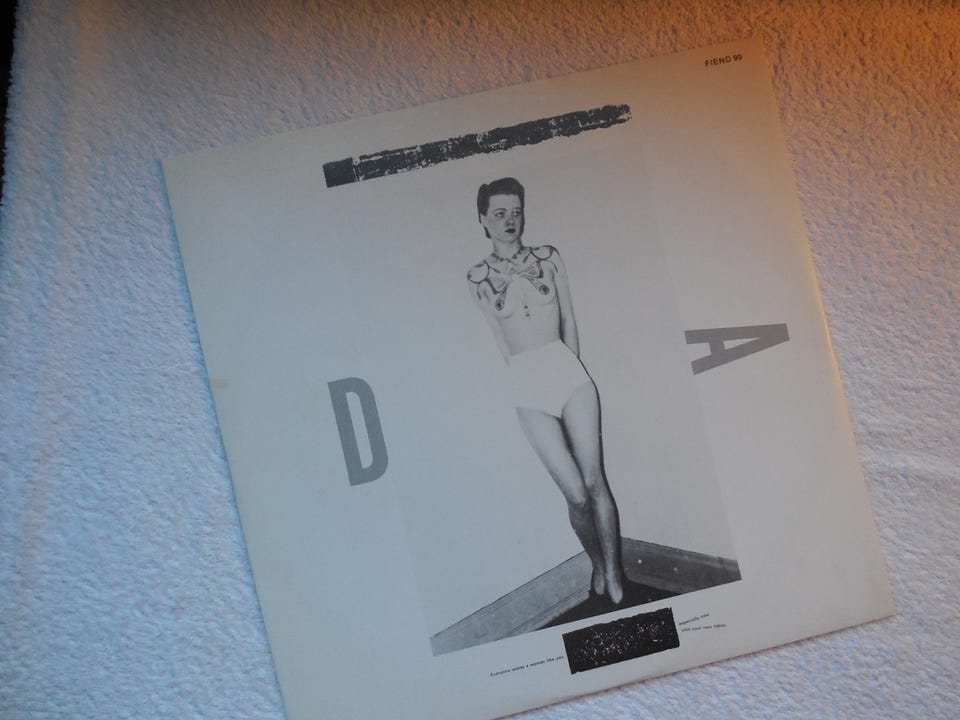 FIEND 90
D
A
Everyone wants a woman like you
especially now
with your new tattoo